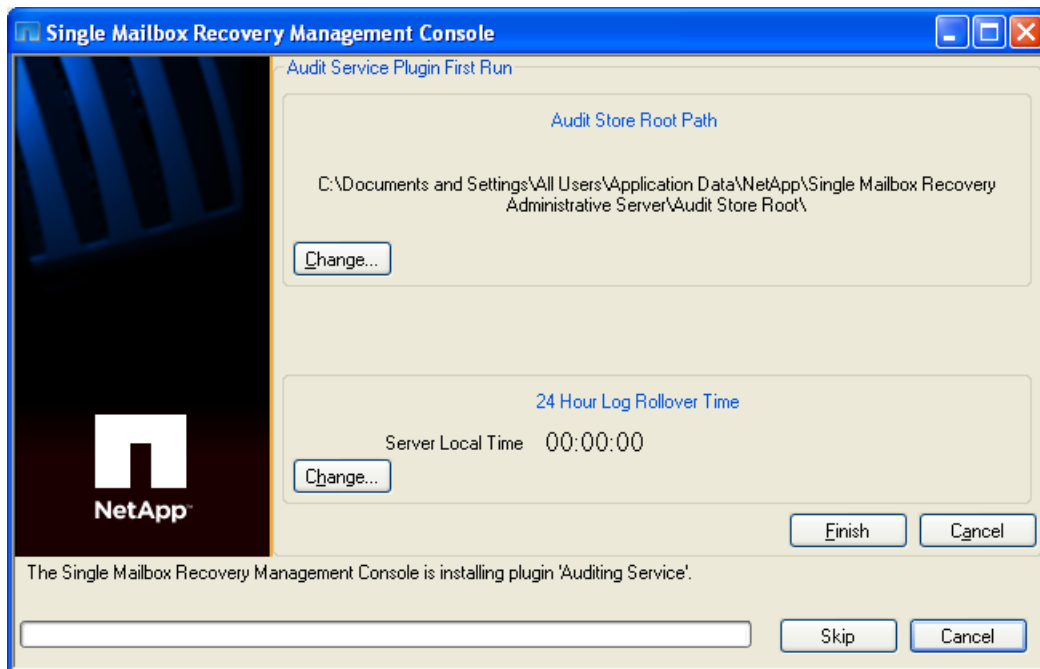 Single Mailbox Recovery Management Console
Audit Service Plugin First Run
Audit Store Root Path
C:\Documents and Settings\All Users\Application Data\NetApp\Single Mailbox Recovery
Administrative Server\Audit Store Root\
Change...
24 Hour Log Rollover Time
Server Local Time 00:00:00
Change...
NetApp™
Finish Cancel
The Single Mailbox Recovery Management Console is installing plugin 'Auditing Service'.
Skip Cancel